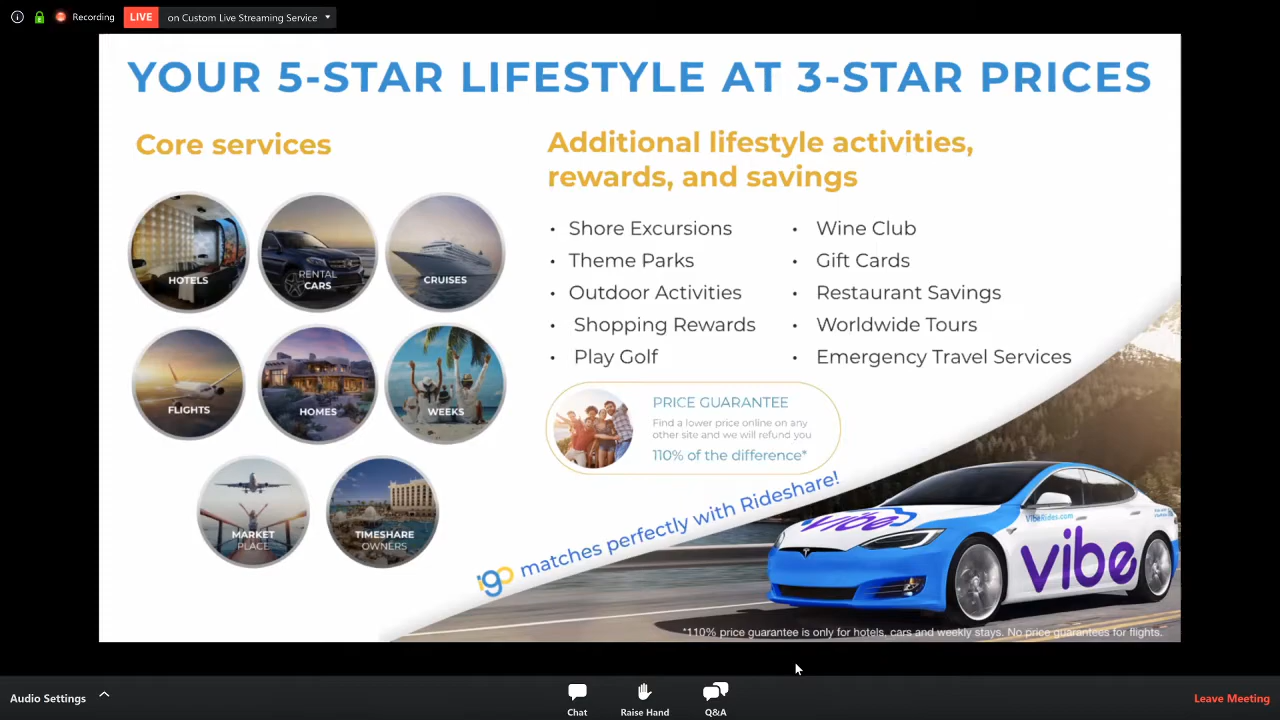 Recording
LIVE
on Custom Live Streaming Service
YOUR 5-STAR LIFESTYLE AT 3-STAR PRICES
Core services
HOTELS
RENTAL
CARS
CRUISES
FLIGHTS
HOMES
WEEKS
MARKET
PLACE
TIMESHARE
OWNERS
Additional lifestyle activities,
rewards, and savings
• Shore Excursions
• Theme Parks
• Outdoor Activities
• Shopping Rewards
• Play Golf
• Wine Club
• Gift Cards
• Restaurant Savings
• Worldwide Tours
• Emergency Travel Services
PRICE GUARANTEE
Find a lower price online on any
other site and we will refund you
110% of the difference*
igo matches perfectly with Rideshare!
vibe
VibeRides.com
vibe
*110% price guarantee is only for hotels, cars and weekly stays. No price guarantees for flights.
Audio Settings
Chat
Raise Hand
Q&A
Leave Meeting